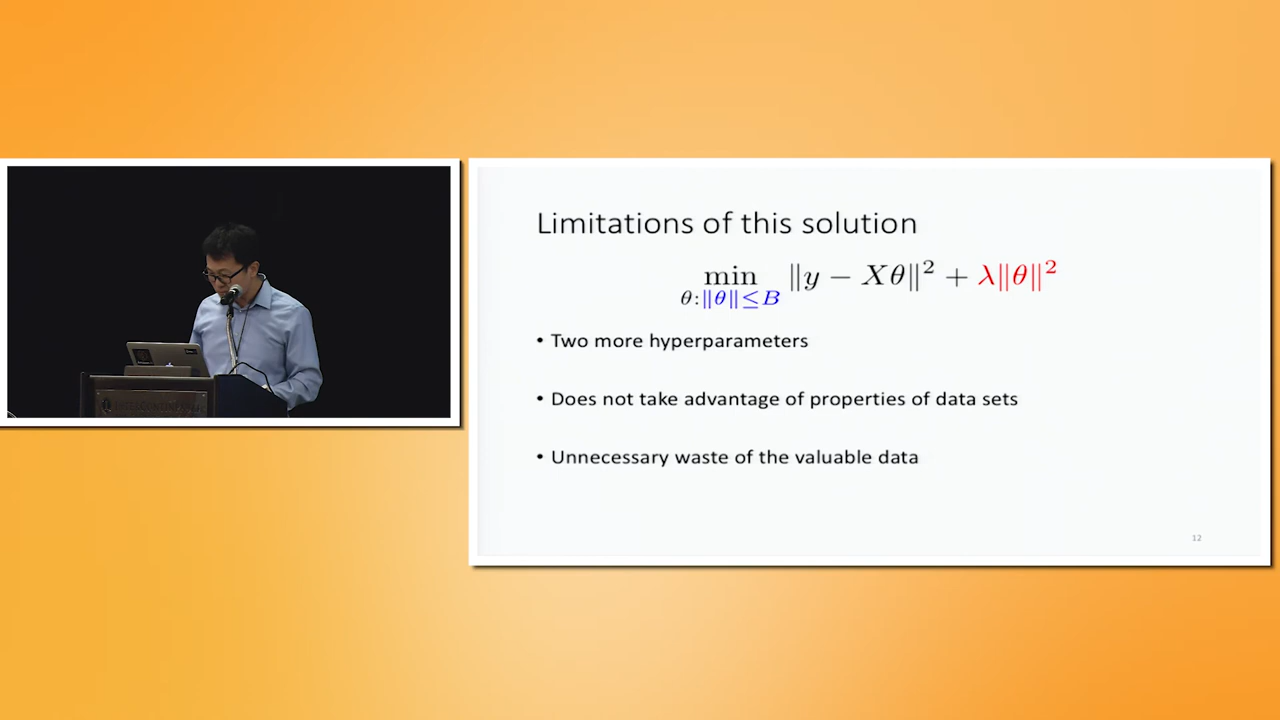 Limitations of this solution
min ‖y − Xθ‖² + λ‖θ‖²
θ:‖θ‖≤B
• Two more hyperparameters
• Does not take advantage of properties of data sets
• Unnecessary waste of the valuable data
12